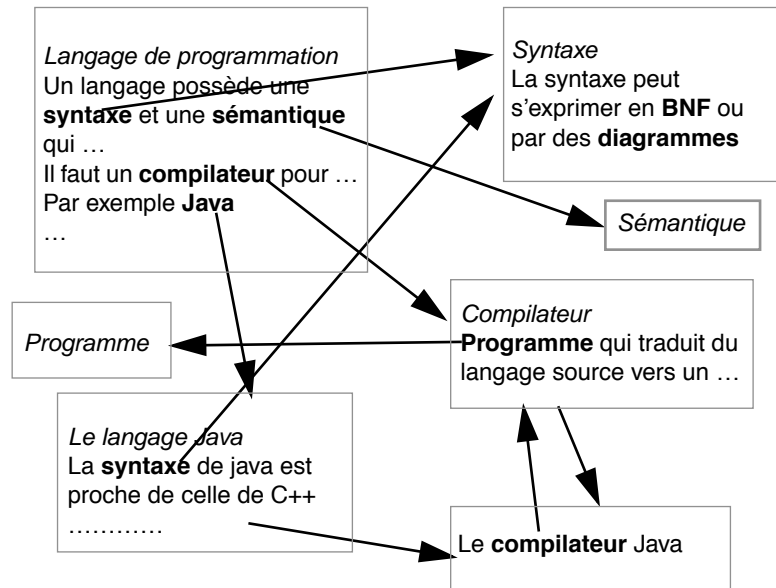 Langage de programmation
Un langage possède une
syntaxe et une sémantique
qui …
Il faut un compilateur pour …
Par exemple Java
…
Syntaxe
La syntaxe peut
s’exprimer en BNF ou
par des diagrammes
Sémantique
Programme
Compilateur
Programme qui traduit du
langage source vers un …
Le langage Java
La syntaxe de java est
proche de celle de C++
…………
Le compilateur Java